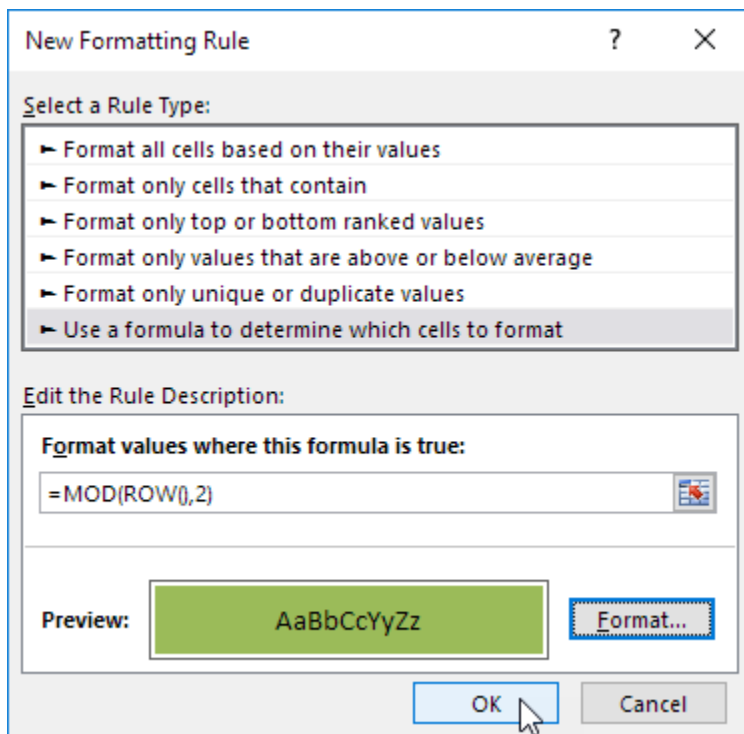 New Formatting Rule ? ×
Select a Rule Type:
► Format all cells based on their values
► Format only cells that contain
► Format only top or bottom ranked values
► Format only values that are above or below average
► Format only unique or duplicate values
► Use a formula to determine which cells to format
Edit the Rule Description:
Format values where this formula is true:
=MOD(ROW(),2)
Preview: AaBbCcYyZz Format...
OK Cancel